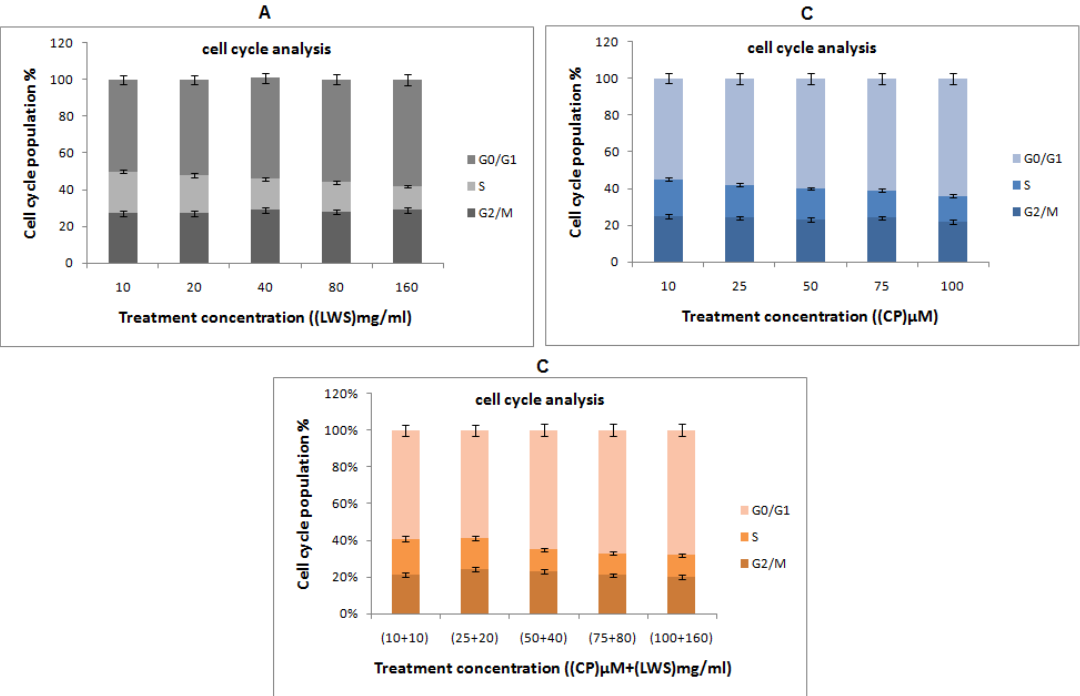 A
cell cycle analysis
Cell cycle population %
120
100
80
60
40
20
0
10 20 40 80 160
Treatment concentration ((LWS)mg/ml)
G0/G1
S
G2/M
C
cell cycle analysis
Cell cycle population %
120
100
80
60
40
20
0
10 25 50 75 100
Treatment concentration ((CP)µM)
G0/G1
S
G2/M
C
cell cycle analysis
Cell cycle population %
120%
100%
80%
60%
40%
20%
0%
(10+10) (25+20) (50+40) (75+80) (100+160)
Treatment concentration ((CP)µM+(LWS)mg/ml)
G0/G1
S
G2/M